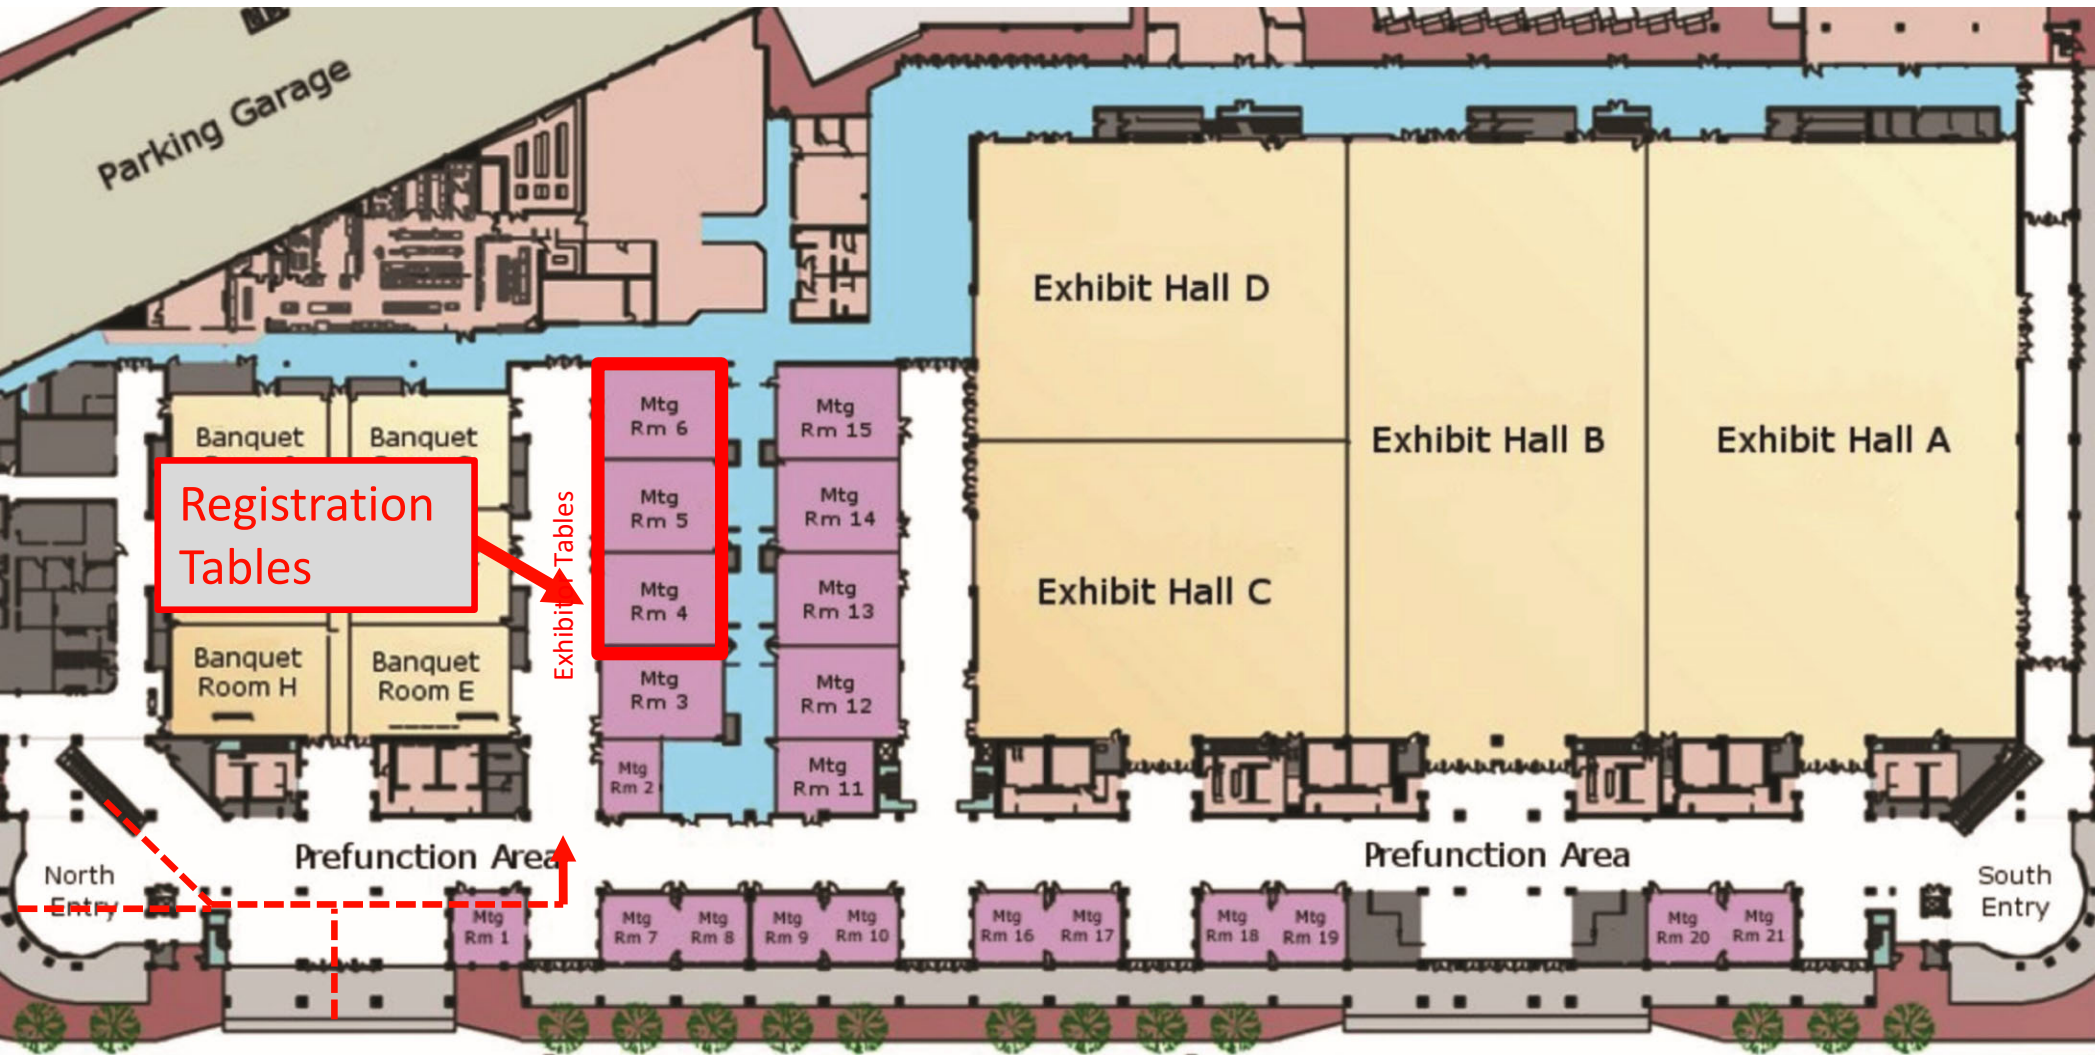 Parking Garage
Exhibit Hall D
Exhibit Hall B
Exhibit Hall A
Exhibit Hall C
Banquet
Banquet
Registration
Tables
Banquet
Room H
Banquet
Room E
Exhibitor Tables
Mtg
Rm 6
Mtg
Rm 5
Mtg
Rm 4
Mtg
Rm 3
Mtg
Rm 2
Mtg
Rm 15
Mtg
Rm 14
Mtg
Rm 13
Mtg
Rm 12
Mtg
Rm 11
Prefunction Area
Prefunction Area
North
Entry
South
Entry
Mtg
Rm 1
Mtg
Rm 7
Mtg
Rm 8
Mtg
Rm 9
Mtg
Rm 10
Mtg
Rm 16
Mtg
Rm 17
Mtg
Rm 18
Mtg
Rm 19
Mtg
Rm 20
Mtg
Rm 21